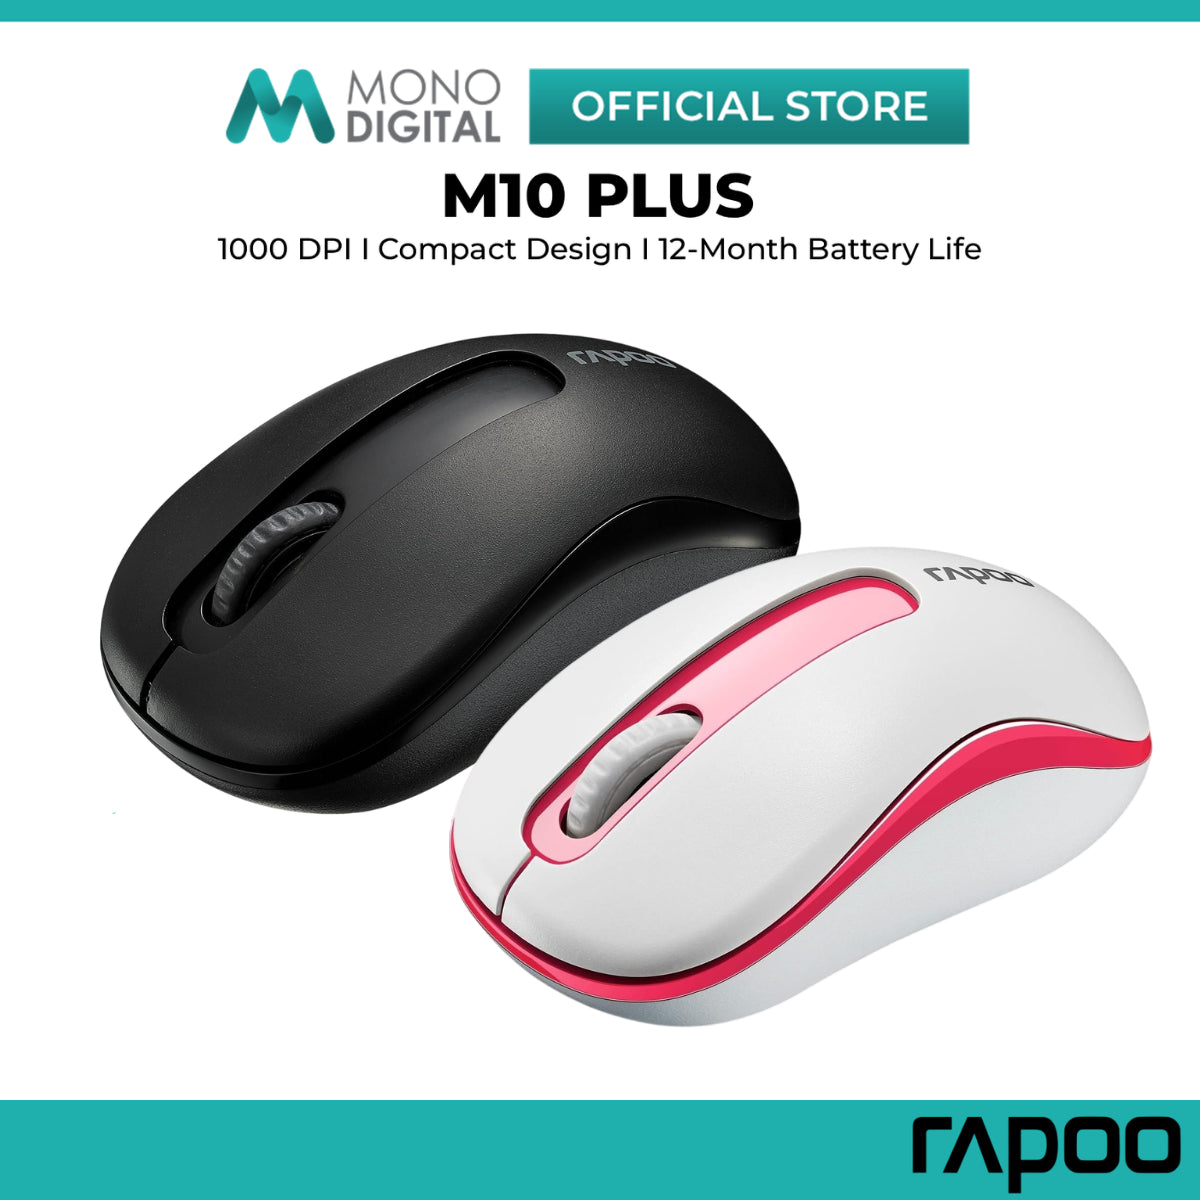 MONO
DIGITAL
OFFICIAL STORE
M10 PLUS
1000 DPI I Compact Design I 12-Month Battery Life
rapoo
rapoo
rapoo